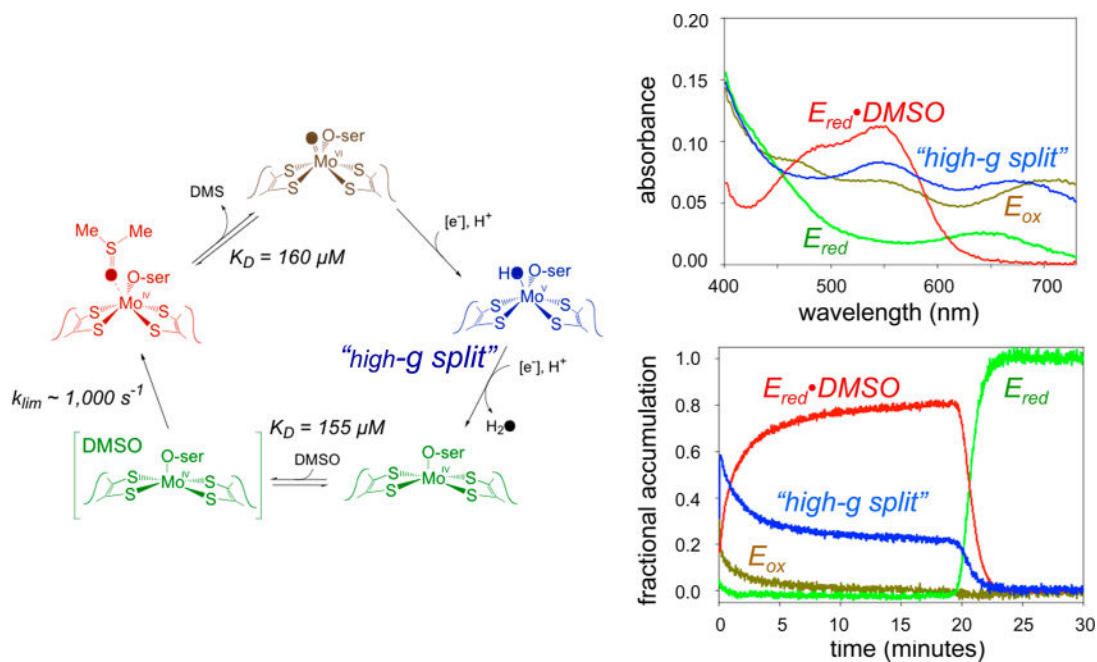 O-ser
VI
Mo
S S S S
DMS
[e⁻], H⁺
K_D = 160 µM
Me Me
S
O-ser
IV
Mo
S S S S
H O-ser
V
Mo
S S S S
"high-g split"
[e⁻], H⁺
H₂
k_lim ~ 1,000 s⁻¹
K_D = 155 µM
DMSO
DMSO
O-ser
IV
Mo
S S S S
O-ser
IV
Mo
S S S S
0.20
0.15
0.10
0.05
0.00
absorbance
E_red•DMSO
"high-g split"
E_ox
E_red
400 500 600 700
wavelength (nm)
1.0
0.8
0.6
0.4
0.2
0.0
fractional accumulation
E_red•DMSO
E_red
"high-g split"
E_ox
0 5 10 15 20 25 30
time (minutes)